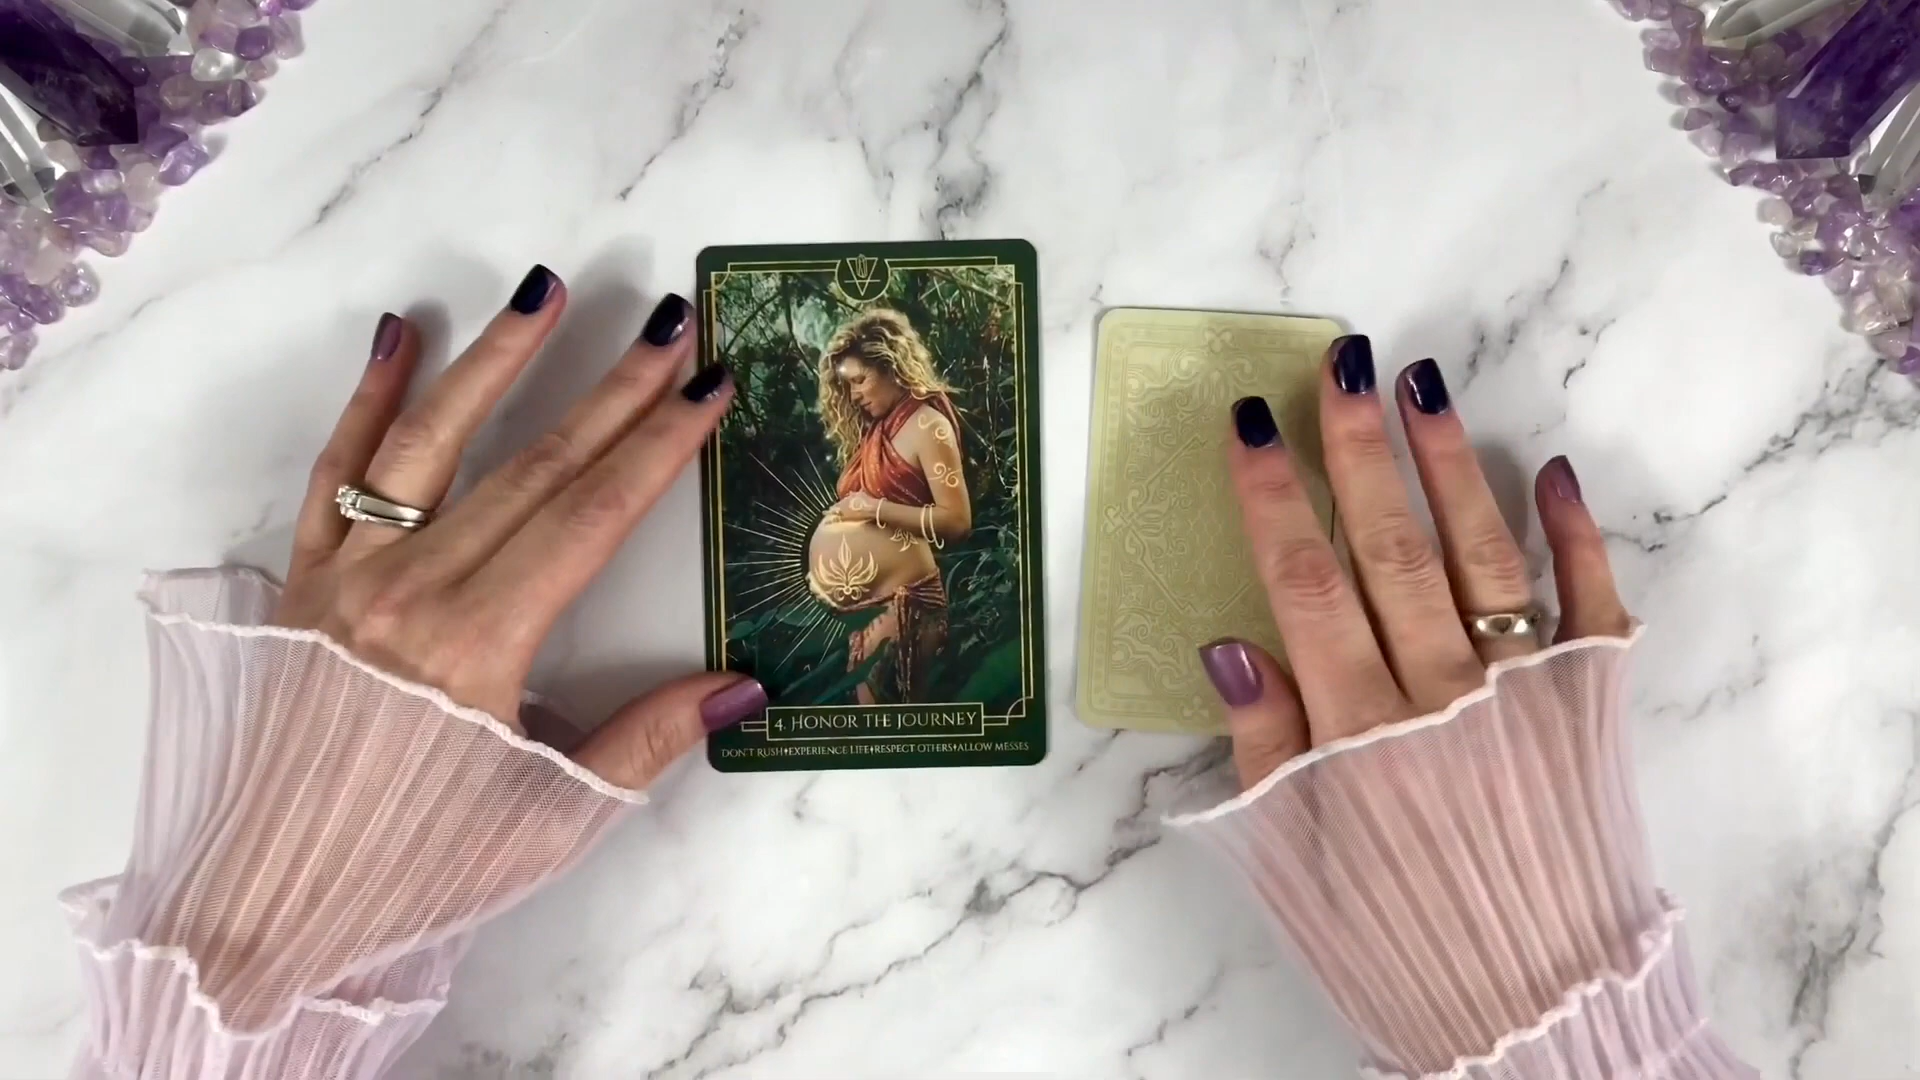 4. HONOR THE JOURNEY
DON'T RUSH♦EXPERIENCE LIFE♦RESPECT OTHERS♦ALLOW MESSES